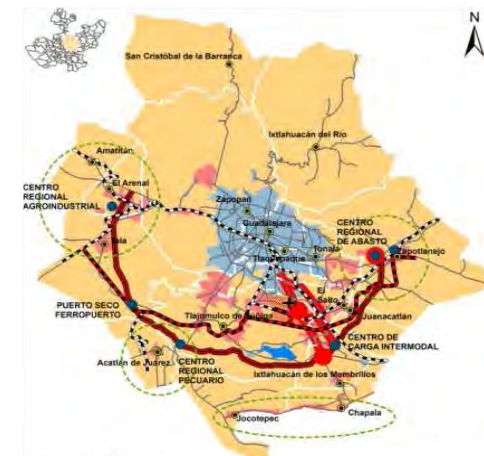 N
San Cristóbal de la Barranca
Ixtlahuacán del Río
Amatitán
El Arenal
CENTRO
REGIONAL
AGROINDUSTRIAL
Tala
Zapopan
Guadalajara
Tlaquepaque
Tonalá
CENTRO
REGIONAL
DE ABASTO
Zapotlanejo
El
Salto
Juanacatlán
PUERTO SECO
FERROPUERTO
Tlajomulco de Zúñiga
CENTRO DE
CARGA INTERMODAL
Acatlán de Juárez
CENTRO
REGIONAL
PECUARIO
Ixtlahuacán de los Membrillos
Jocotepec
Chapala